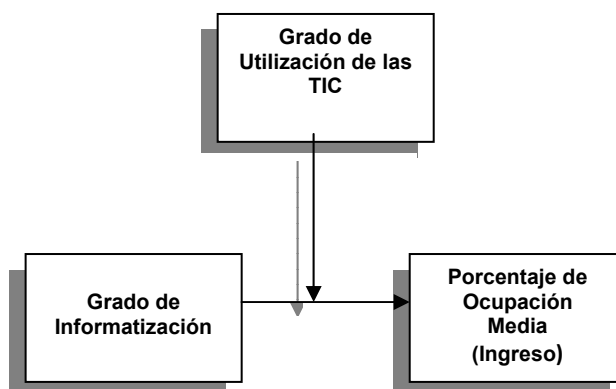 Grado de
Utilización de las
TIC
Grado de
Informatización
Porcentaje de
Ocupación
Media
(Ingreso)